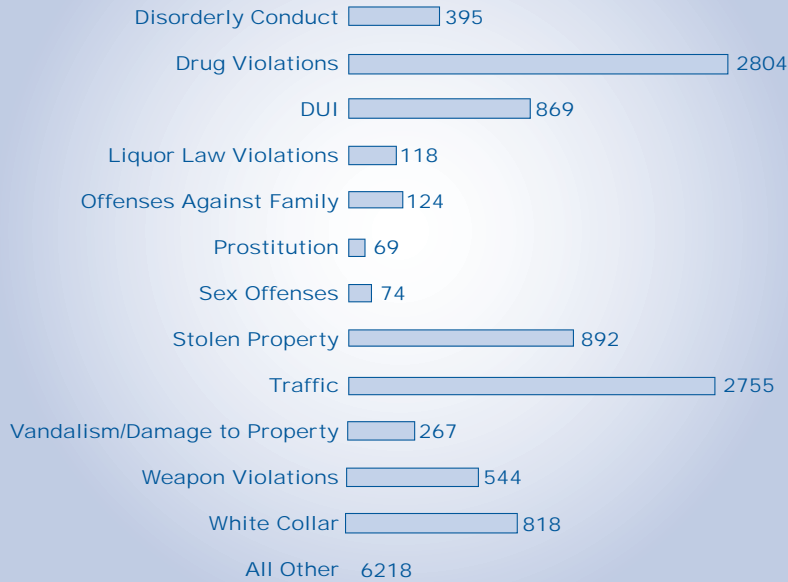 Disorderly Conduct 395
Drug Violations 2804
DUI 869
Liquor Law Violations 118
Offenses Against Family 124
Prostitution 69
Sex Offenses 74
Stolen Property 892
Traffic 2755
Vandalism/Damage to Property 267
Weapon Violations 544
White Collar 818
All Other 6218